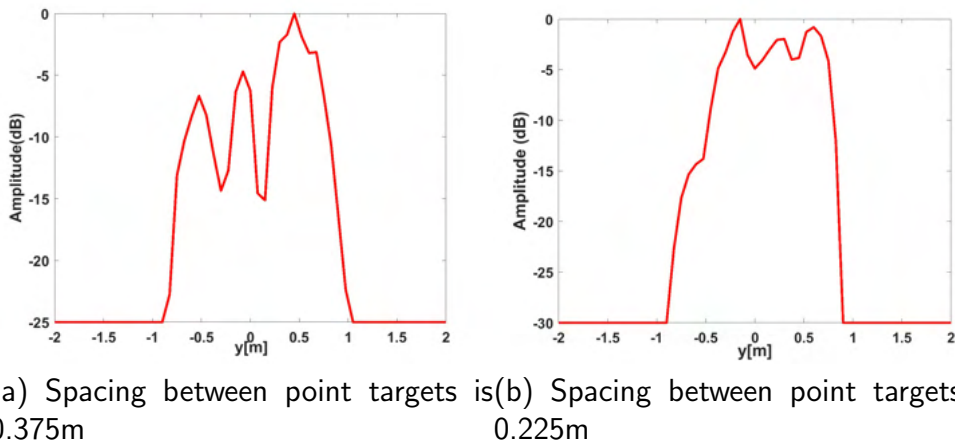 0
-5
-10
-15
-20
-25
Amplitude(dB)
-2 -1.5 -1 -0.5 0 0.5 1 1.5 2
y[m]
0
-5
-10
-15
-20
-25
-30
Amplitude (dB)
-2 -1.5 -1 -0.5 0 0.5 1 1.5 2
y[m]
a) Spacing between point targets is
0.375m
(b) Spacing between point targets
0.225m